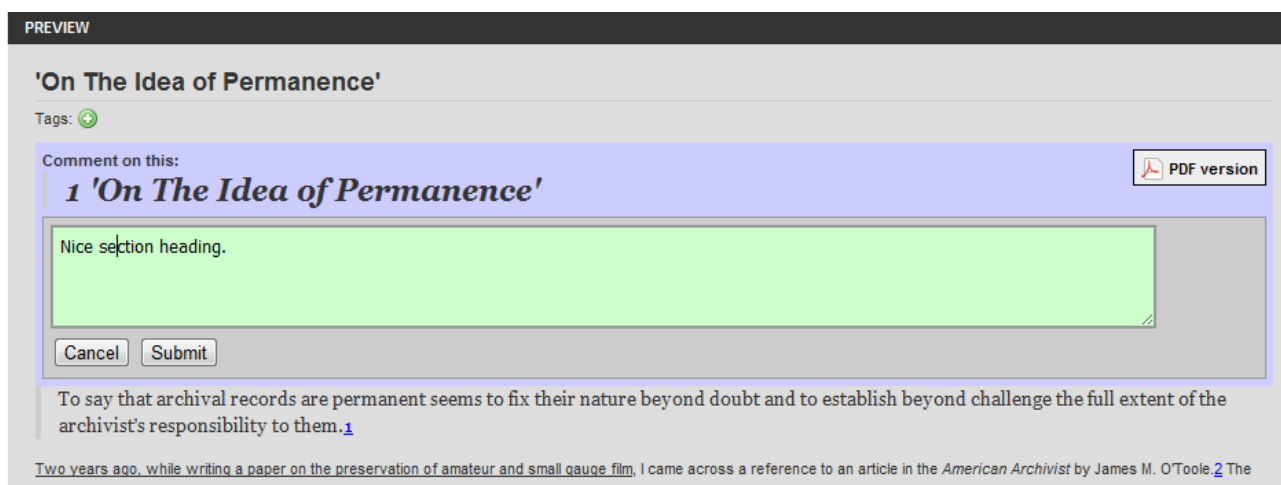 PREVIEW
'On The Idea of Permanence'
Tags:
Comment on this:
PDF version
1 'On The Idea of Permanence'
Nice section heading.
Cancel Submit
To say that archival records are permanent seems to fix their nature beyond doubt and to establish beyond challenge the full extent of the
archivist's responsibility to them.1
Two years ago, while writing a paper on the preservation of amateur and small gauge film, I came across a reference to an article in the American Archivist by James M. O'Toole.2 The